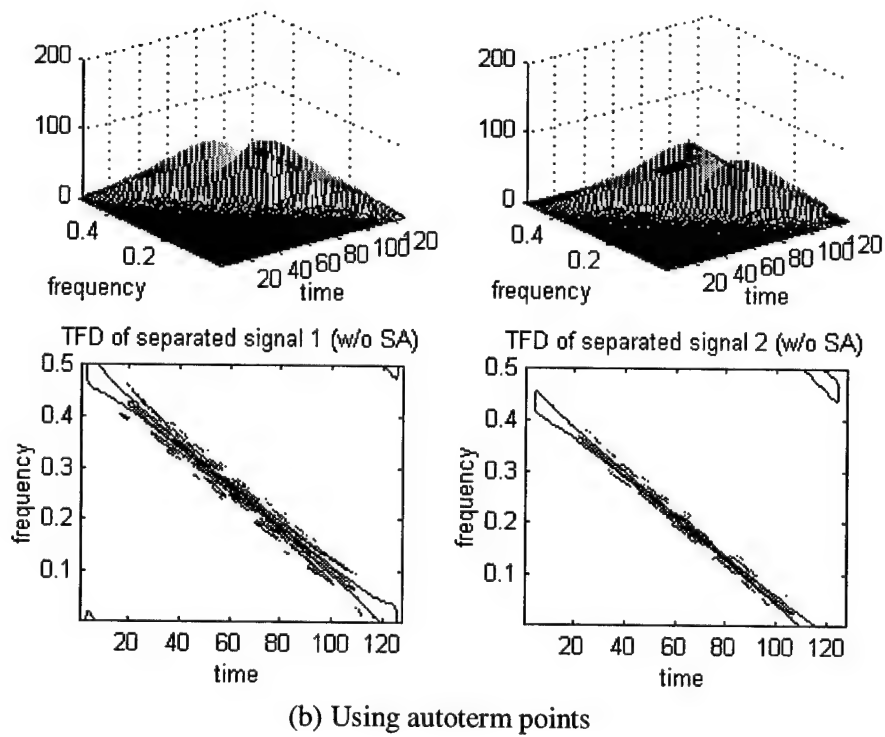 200
100
0
0.4
0.2
frequency
20 40 60 80 100 120
time
200
100
0
0.4
0.2
frequency
20 40 60 80 100 120
time
TFD of separated signal 1 (w/o SA)
0.5
0.4
0.3
0.2
0.1
frequency
20 40 60 80 100 120
time
TFD of separated signal 2 (w/o SA)
0.5
0.4
0.3
0.2
0.1
frequency
20 40 60 80 100 120
time
(b) Using autoterm points